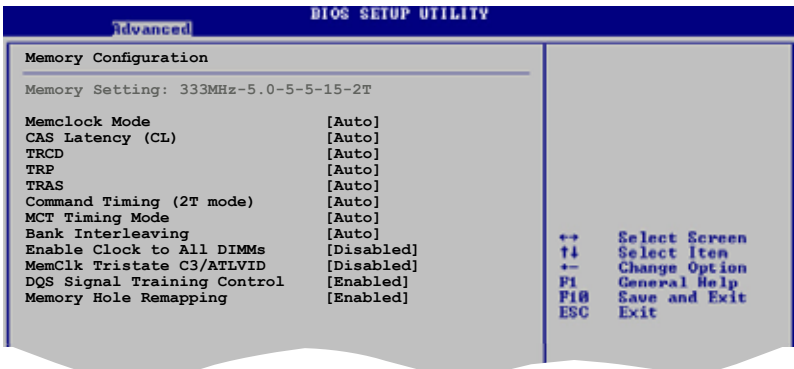 BIOS SETUP UTILITY
Advanced
Memory Configuration
Memory Setting: 333MHz-5.0-5-5-15-2T
Memclock Mode [Auto]
CAS Latency (CL) [Auto]
TRCD [Auto]
TRP [Auto]
TRAS [Auto]
Command Timing (2T mode) [Auto]
MCT Timing Mode [Auto]
Bank Interleaving [Auto]
Enable Clock to All DIMMs [Disabled]
MemClk Tristate C3/ATLVID [Disabled]
DQS Signal Training Control [Enabled]
Memory Hole Remapping [Enabled]
←→ Select Screen
↑↓ Select Item
+- Change Option
F1 General Help
F10 Save and Exit
ESC Exit